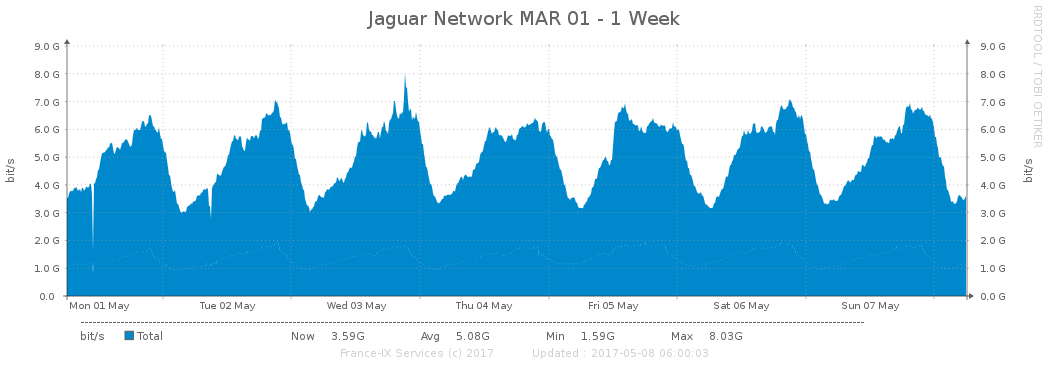 Jaguar Network MAR 01 - 1 Week
RRDTOOL / TOBI OETIKER
9.0 G 9.0 G
8.0 G 8.0 G
7.0 G 7.0 G
6.0 G 6.0 G
5.0 G 5.0 G
4.0 G 4.0 G
3.0 G 3.0 G
2.0 G 2.0 G
1.0 G 1.0 G
0.0 0.0 G
bit/s bit/s
Mon 01 May Tue 02 May Wed 03 May Thu 04 May Fri 05 May Sat 06 May Sun 07 May
bit/s Total Now 3.59G Avg 5.08G Min 1.59G Max 8.03G
France-IX Services (c) 2017 Updated : 2017-05-08 06:00:03